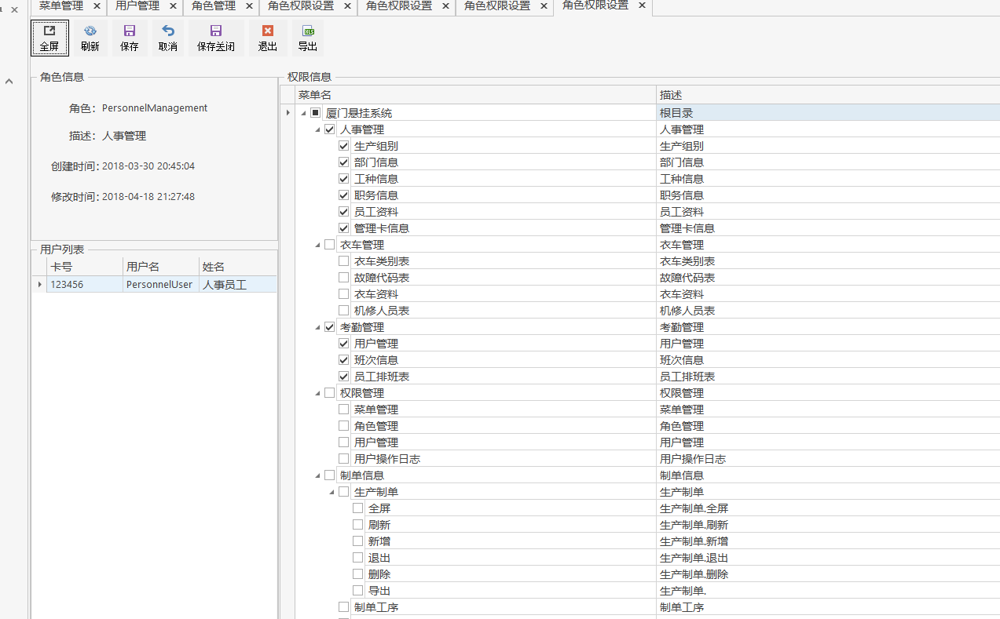 菜单管理 用户管理 角色管理 角色权限设置 角色权限设置 角色权限设置 角色权限设置
全屏 刷新 保存 取消 保存关闭 退出 导出
角色信息
角色: PersonnelManagement
描述: 人事管理
创建时间: 2018-03-30 20:45:04
修改时间: 2018-04-18 21:27:48
用户列表
卡号 用户名 姓名
123456 PersonnelUser 人事员工
权限信息
菜单名 描述
厦门悬挂系统 根目录
人事管理 人事管理
生产组别 生产组别
部门信息 部门信息
工种信息 工种信息
职务信息 职务信息
员工资料 员工资料
管理卡信息 管理卡信息
衣车管理 衣车管理
衣车类别表 衣车类别表
故障代码表 故障代码表
衣车资料 衣车资料
机修人员表 机修人员表
考勤管理 考勤管理
用户管理 用户管理
班次信息 班次信息
员工排班表 员工排班表
权限管理 权限管理
菜单管理 菜单管理
角色管理 角色管理
用户管理 用户管理
用户操作日志 用户操作日志
制单信息 制单信息
生产制单 生产制单
全屏 生产制单.全屏
刷新 生产制单.刷新
新增 生产制单.新增
退出 生产制单.退出
删除 生产制单.删除
导出 生产制单.
制单工序 制单工序